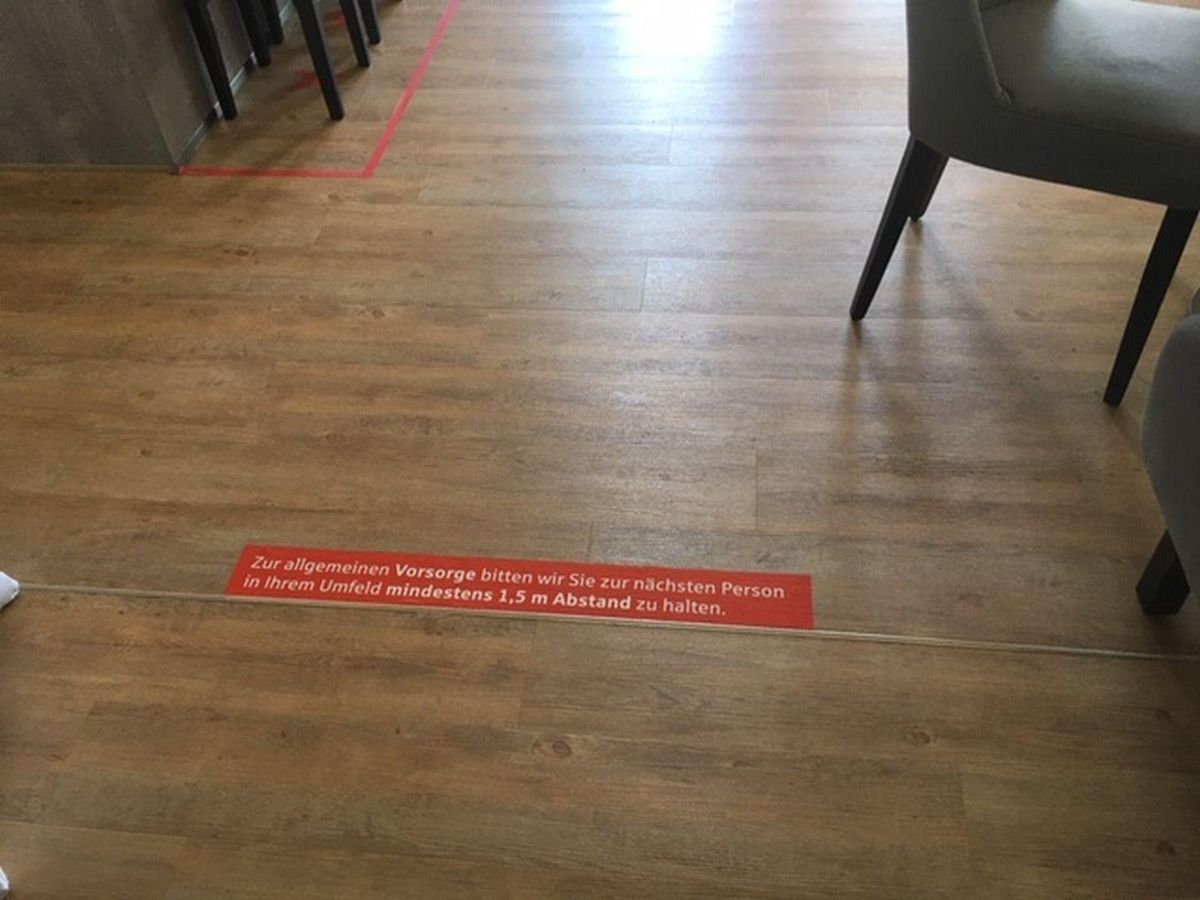 Zur allgemeinen Vorsorge bitten wir Sie zur nächsten Person
in Ihrem Umfeld mindestens 1,5 m Abstand zu halten.